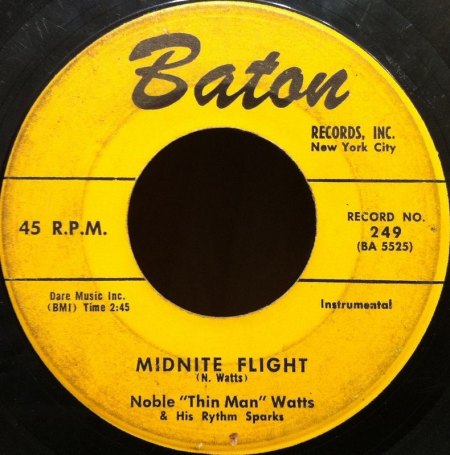 Baton
RECORDS, INC.
New York City
45 R.P.M.
RECORD NO.
249
(BA 5525)
Dare Music Inc.
(BMI) Time 2:45
Instrumental
MIDNITE FLIGHT
(N. Watts)
Noble "Thin Man" Watts
& His Rythm Sparks